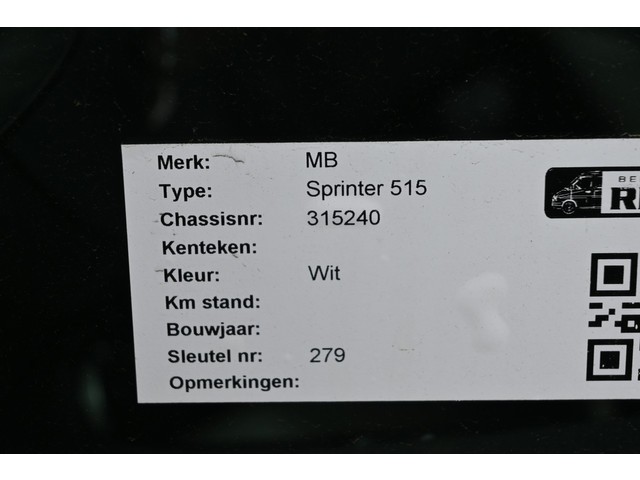 Merk: MB
Type: Sprinter 515
Chassisnr: 315240
Kenteken:
Kleur: Wit
Km stand:
Bouwjaar:
Sleutel nr: 279
Opmerkingen: